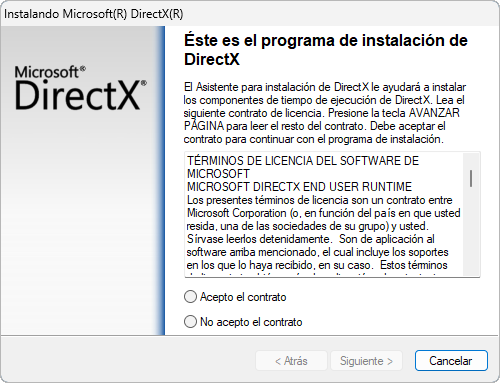 Instalando Microsoft(R) DirectX(R)
Microsoft®
DirectX®
Éste es el programa de instalación de
DirectX
El Asistente para instalación de DirectX le ayudará a instalar
los componentes de tiempo de ejecución de DirectX. Lea el
siguiente contrato de licencia. Presione la tecla AVANZAR
PÁGINA para leer el resto del contrato. Debe aceptar el
contrato para continuar con el programa de instalación.
TÉRMINOS DE LICENCIA DEL SOFTWARE DE
MICROSOFT
MICROSOFT DIRECTX END USER RUNTIME
Los presentes términos de licencia son un contrato entre
Microsoft Corporation (o, en función del país en que usted
resida, una de las sociedades de su grupo) y usted.
Sírvase leerlos detenidamente.  Son de aplicación al
software arriba mencionado, el cual incluye los soportes
en los que lo haya recibido, en su caso.  Estos términos
Acepto el contrato
No acepto el contrato
< Atrás
Siguiente >
Cancelar